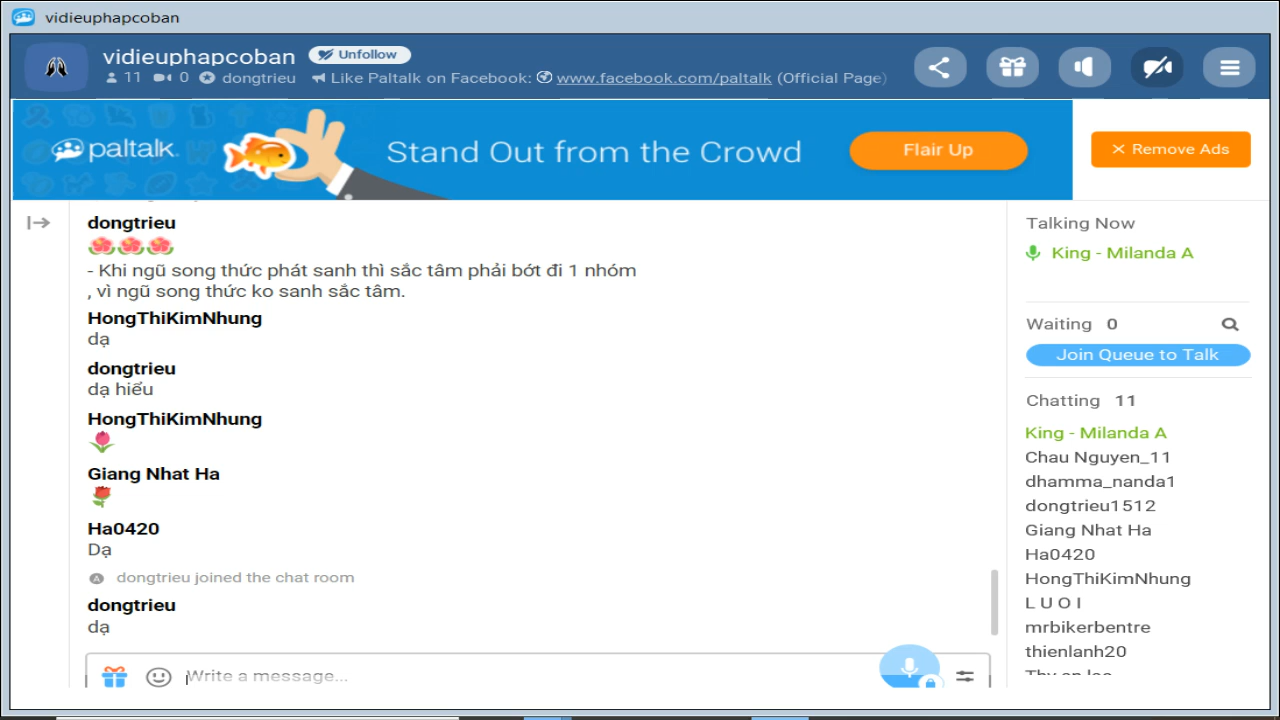 vidieuphapcoban
vidieuphapcoban
Unfollow
11 0 dongtrieu Like Paltalk on Facebook: www.facebook.com/paltalk (Official Page)
paltalk
Stand Out from the Crowd
Flair Up
Remove Ads
dongtrieu
- Khi ngũ song thức phát sanh thì sắc tâm phải bớt đi 1 nhóm
, vì ngũ song thức ko sanh sắc tâm.
HongThiKimNhung
dạ
dongtrieu
dạ hiểu
HongThiKimNhung
Giang Nhat Ha
Ha0420
Dạ
A dongtrieu joined the chat room
dongtrieu
dạ
Write a message...
Talking Now
King - Milanda A
Waiting 0
Join Queue to Talk
Chatting 11
King - Milanda A
Chau Nguyen_11
dhamma_nanda1
dongtrieu1512
Giang Nhat Ha
Ha0420
HongThiKimNhung
L U O I
mrbikerbentre
thienlanh20